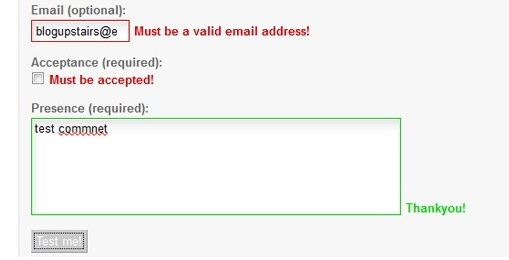 Email (optional):
blogupstairs@e Must be a valid email address!
Acceptance (required):
Must be accepted!
Presence (required):
test commnet
Thankyou!
Test me!